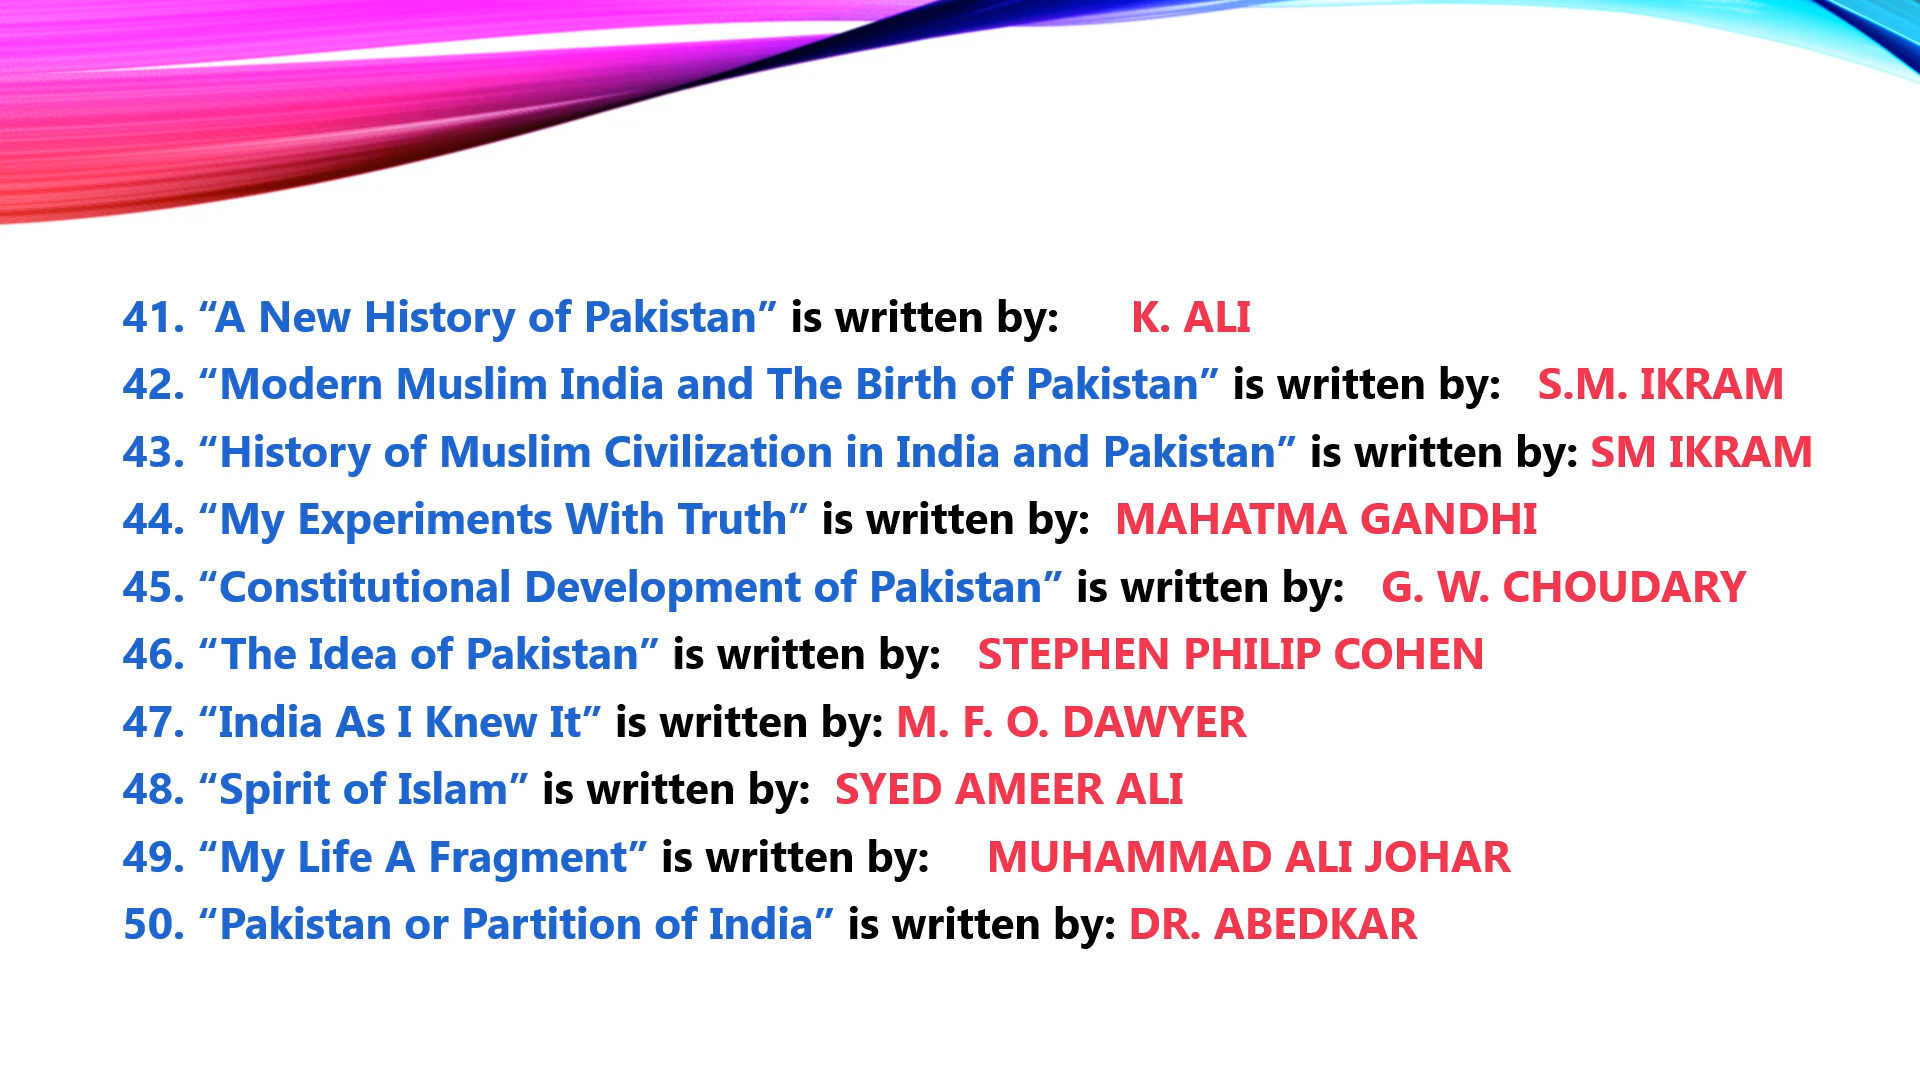 41. “A New History of Pakistan” is written by: K. ALI
42. “Modern Muslim India and The Birth of Pakistan” is written by: S.M. IKRAM
43. “History of Muslim Civilization in India and Pakistan” is written by: SM IKRAM
44. “My Experiments With Truth” is written by: MAHATMA GANDHI
45. “Constitutional Development of Pakistan” is written by: G. W. CHOUDARY
46. “The Idea of Pakistan” is written by: STEPHEN PHILIP COHEN
47. “India As I Knew It” is written by: M. F. O. DAWYER
48. “Spirit of Islam” is written by: SYED AMEER ALI
49. “My Life A Fragment” is written by: MUHAMMAD ALI JOHAR
50. “Pakistan or Partition of India” is written by: DR. ABEDKAR